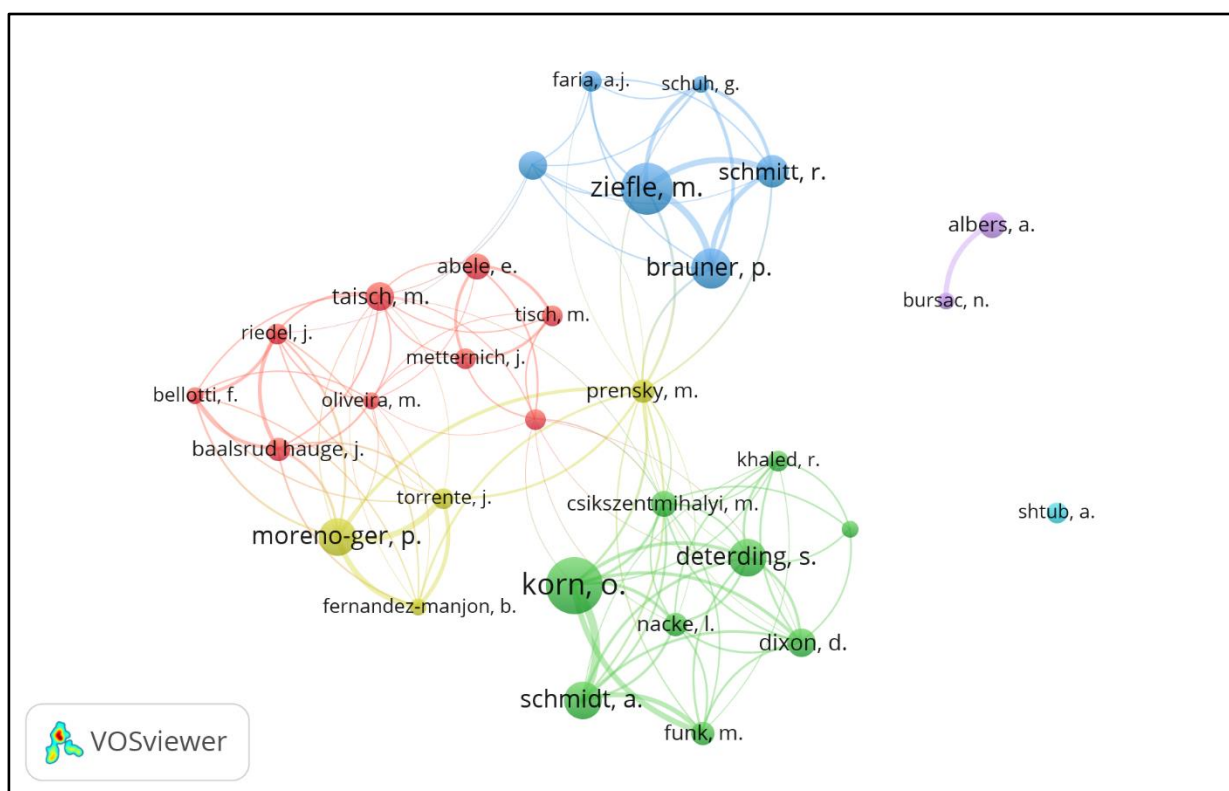 faria, a.j.
schuh, g.
ziefle, m.
schmitt, r.
albers, a.
abele, e.
brauner, p.
taisch, m.
bursac, n.
tisch, m.
riedel, j.
metternich, j.
bellotti, f.
oliveira, m.
prensky, m.
baalsrud hauge, j.
khaled, r.
torrente, j.
csikszentmihalyi, m.
shtub, a.
moreno-ger, p.
deterding, s.
korn, o.
fernandez-manjon, b.
nacke, l.
dixon, d.
schmidt, a.
funk, m.
VOSviewer